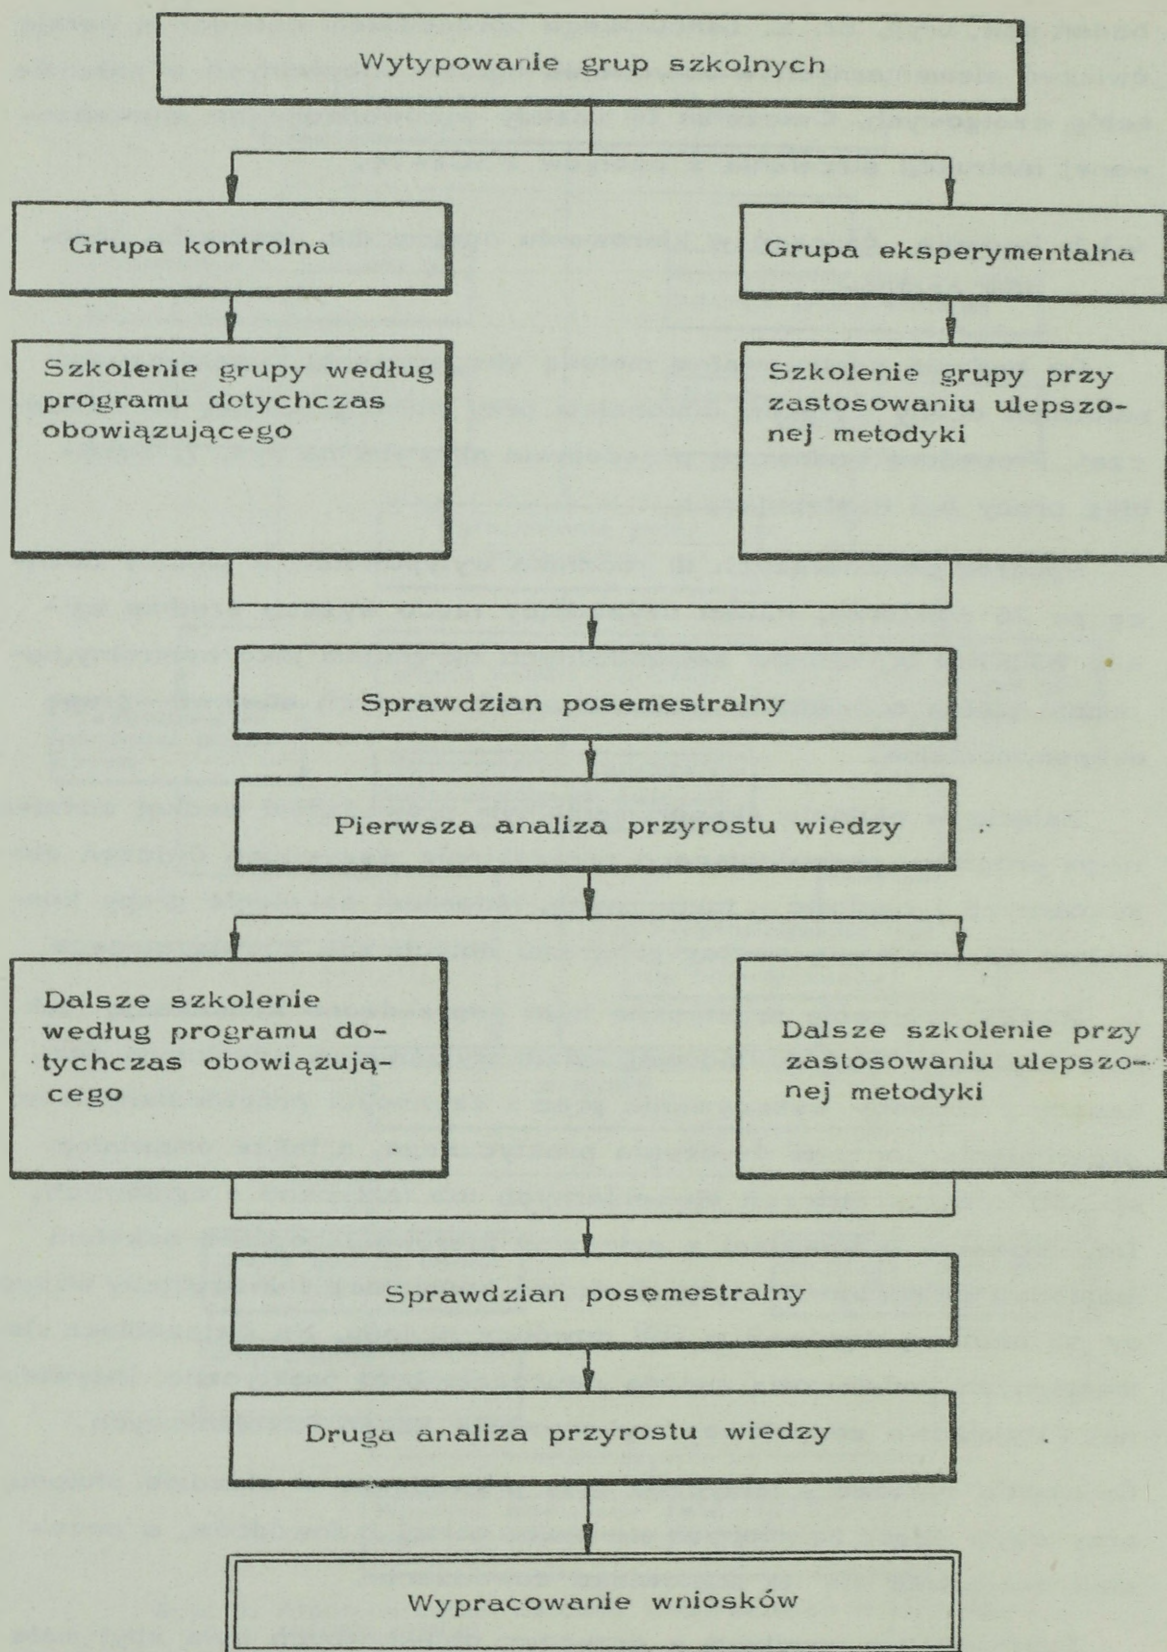 Wytypowanie grup szkolnych
Grupa kontrolna
Grupa eksperymentalna
Szkolenie grupy według
programu dotychczas
obowiązującego
Szkolenie grupy przy
zastosowaniu ulepszo-
nej metodyki
Sprawdzian posemestralny
Pierwsza analiza przyrostu wiedzy
Dalsze szkolenie
według programu do-
tychczas obowiązują-
cego
Dalsze szkolenie przy
zastosowaniu ulepszo-
nej metodyki
Sprawdzian posemestralny
Druga analiza przyrostu wiedzy
Wypracowanie wniosków